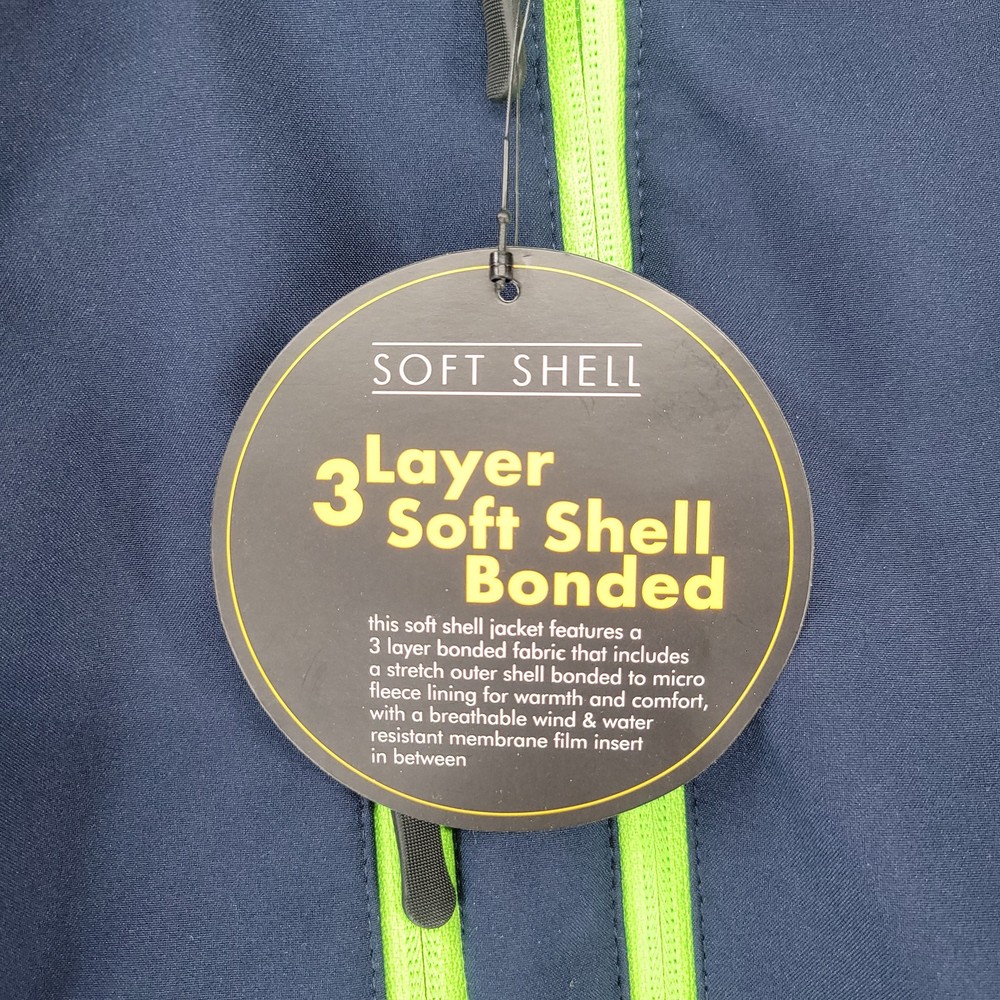 SOFT SHELL
3 Layer
Soft Shell
Bonded
this soft shell jacket features a
3 layer bonded fabric that includes
a stretch outer shell bonded to micro
fleece lining for warmth and comfort,
with a breathable wind & water
resistant membrane film insert
in between